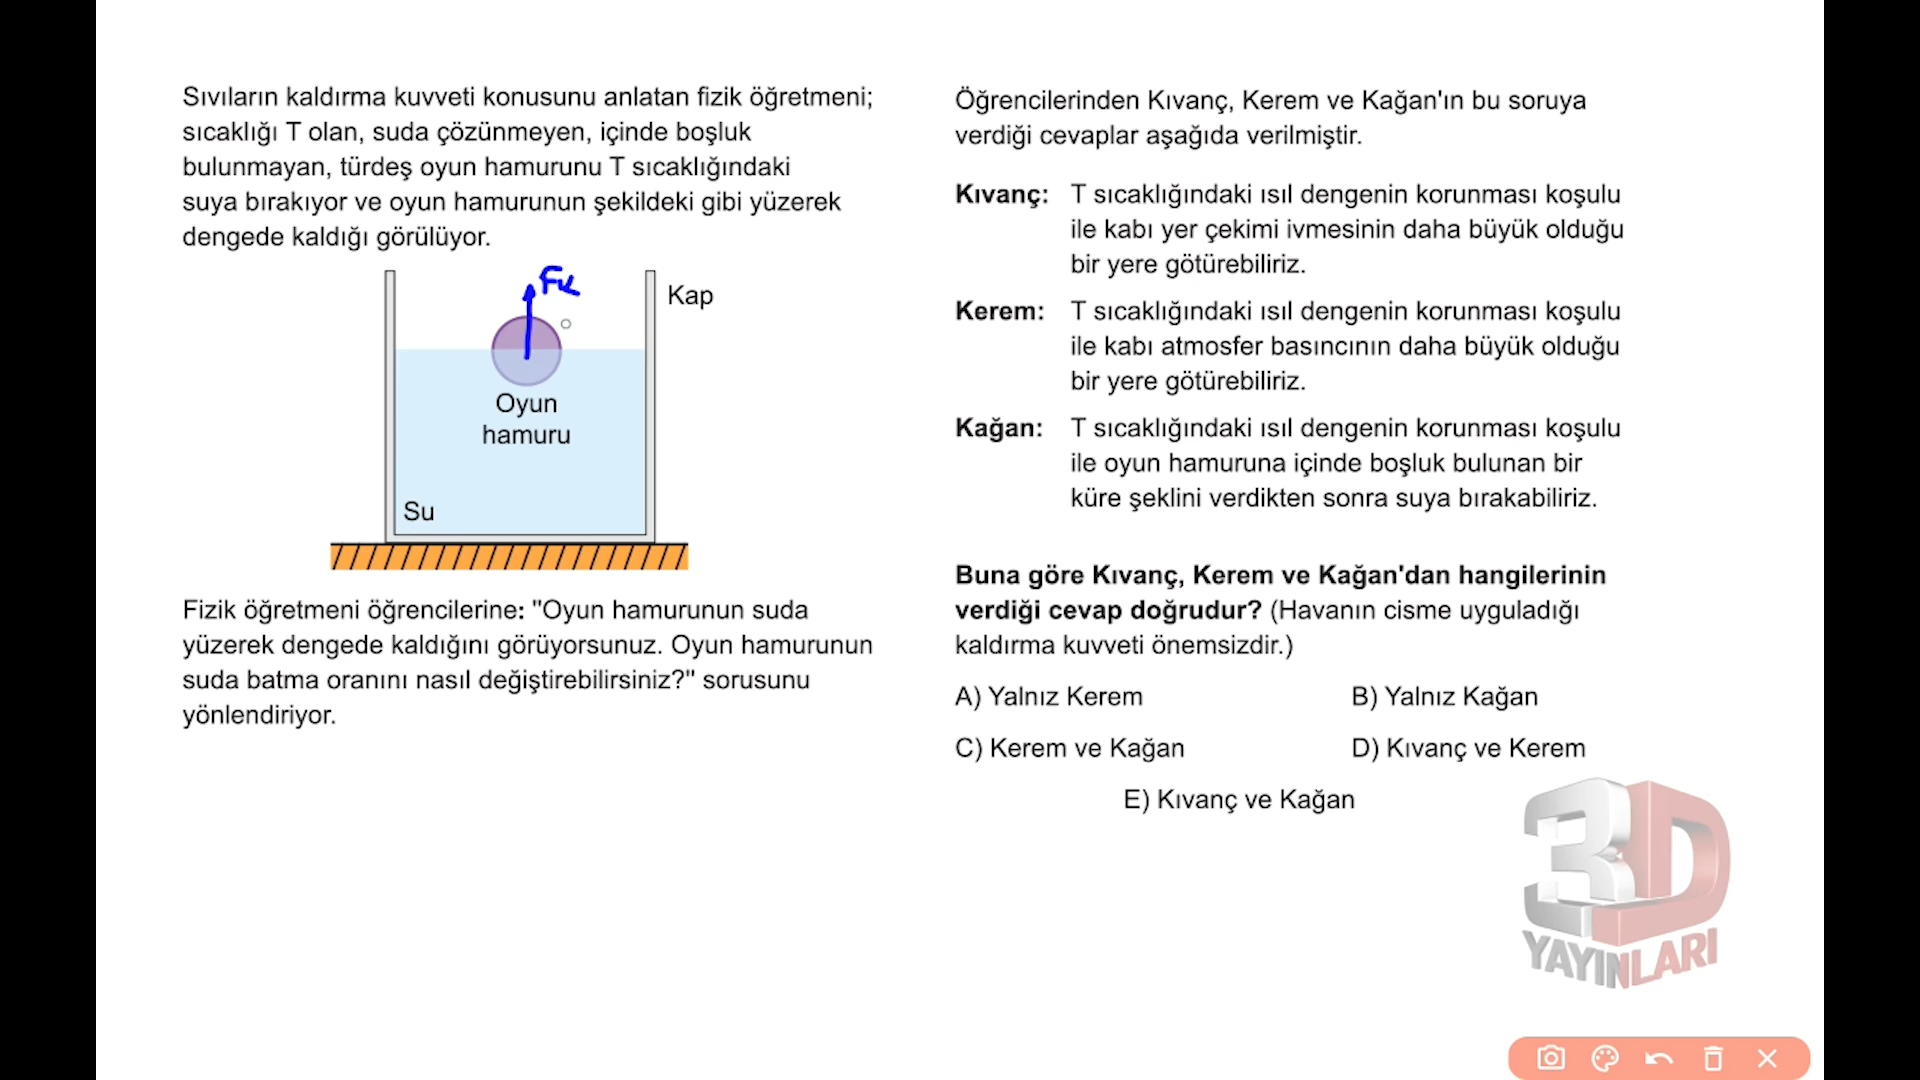 Sıvıların kaldırma kuvveti konusunu anlatan fizik öğretmeni;
sıcaklığı T olan, suda çözünmeyen, içinde boşluk
bulunmayan, türdeş oyun hamurunu T sıcaklığındaki
suya bırakıyor ve oyun hamurunun şekildeki gibi yüzerek
dengede kaldığı görülüyor.
Fk
Kap
Oyun
hamuru
Su
Fizik öğretmeni öğrencilerine: "Oyun hamurunun suda
yüzerek dengede kaldığını görüyorsunuz. Oyun hamurunun
suda batma oranını nasıl değiştirebilirsiniz?" sorusunu
yönlendiriyor.
Öğrencilerinden Kıvanç, Kerem ve Kağan'ın bu soruya
verdiği cevaplar aşağıda verilmiştir.
Kıvanç: T sıcaklığındaki ısıl dengenin korunması koşulu
ile kabı yer çekimi ivmesinin daha büyük olduğu
bir yere götürebiliriz.
Kerem: T sıcaklığındaki ısıl dengenin korunması koşulu
ile kabı atmosfer basıncının daha büyük olduğu
bir yere götürebiliriz.
Kağan: T sıcaklığındaki ısıl dengenin korunması koşulu
ile oyun hamuruna içinde boşluk bulunan bir
küre şeklini verdikten sonra suya bırakabiliriz.
Buna göre Kıvanç, Kerem ve Kağan'dan hangilerinin
verdiği cevap doğrudur? (Havanın cisme uyguladığı
kaldırma kuvveti önemsizdir.)
A) Yalnız Kerem B) Yalnız Kağan
C) Kerem ve Kağan D) Kıvanç ve Kerem
E) Kıvanç ve Kağan
3D
YAYINLARI